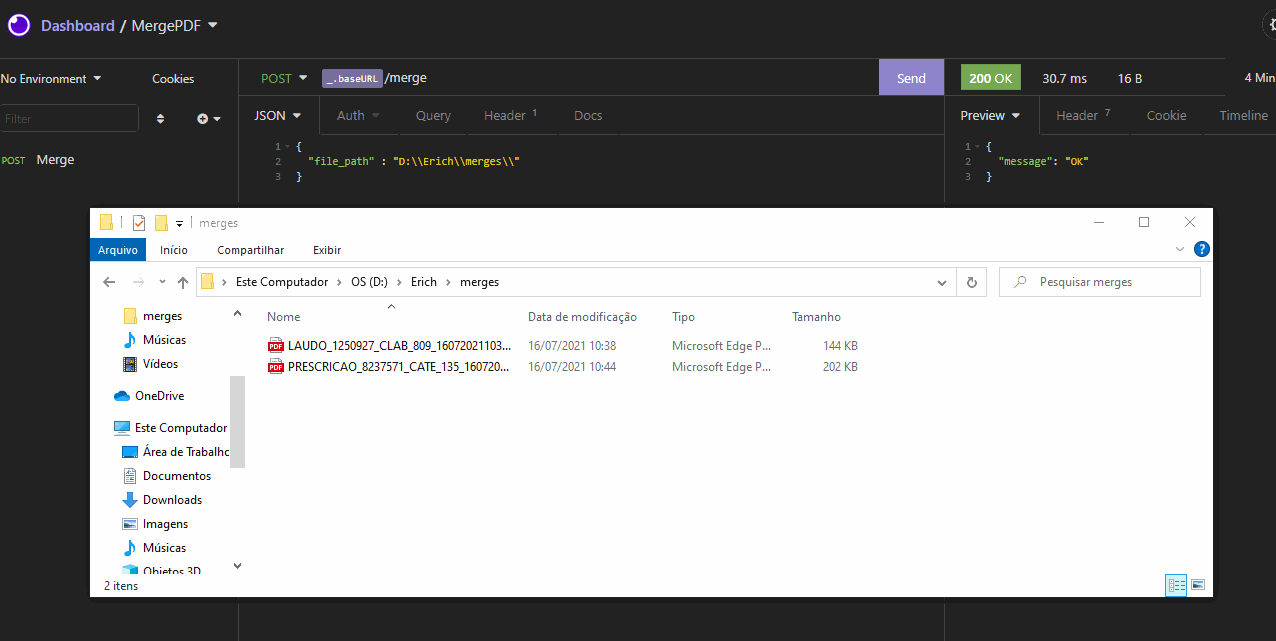 Dashboard / MergePDF
No Environment
Cookies
POST _.baseURL /merge
Send
200 OK 30.7 ms 16 B 4 Min
Filter
JSON Auth Query Header 1 Docs
Preview Header 7 Cookie Timeline
POST Merge
1 {
2 "file_path" : "D:\\Erich\\merges\\"
3 }
1 {
2 "message": "OK"
3 }
merges
Arquivo Início Compartilhar Exibir
Este Computador > OS (D:) > Erich > merges
Pesquisar merges
merges
Músicas
Vídeos
OneDrive
Este Computador
Área de Trabalho
Documentos
Downloads
Imagens
Músicas
Objetos 3D
Nome Data de modificação Tipo Tamanho
PDF LAUDO_1250927_CLAB_809_16072021103... 16/07/2021 10:38 Microsoft Edge P... 144 KB
PDF PRESCRICAO_8237571_CATE_135_160720... 16/07/2021 10:44 Microsoft Edge P... 202 KB
2 itens